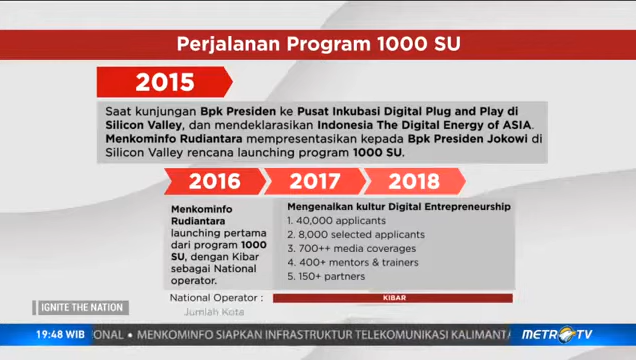 Perjalanan Program 1000 SU
2015
Saat kunjungan Bpk Presiden ke Pusat Inkubasi Digital Plug and Play di
Silicon Valley, dan mendeklarasikan Indonesia The Digital Energy of ASIA.
Menkominfo Rudiantara mempresentasikan kepada Bpk Presiden Jokowi di
Silicon Valley rencana launching program 1000 SU.
2016
2017
2018
Menkominfo
Rudiantara
launching pertama
dari program 1000
SU, dengan Kibar
sebagai National
operator.
Mengenalkan kultur Digital Entrepreneurship
1. 40,000 applicants
2. 8,000 selected applicants
3. 700++ media coverages
4. 400+ mentors & trainers
5. 150+ partners
National Operator :
KIBAR
Jumlah Kota
IGNITE THE NATION
19:48 WIB
ONAL • MENKOMINFO SIAPKAN INFRASTRUKTUR TELEKOMUNIKASI KALIMANTA
METRO TV